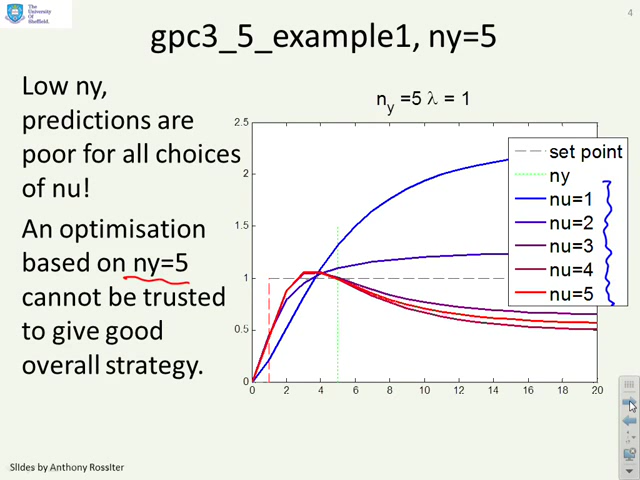 The
University
Of
Sheffield.
4
gpc3_5_example1, ny=5
Low ny,
predictions are
poor for all choices
of nu!
An optimisation
based on ny=5
cannot be trusted
to give good
overall strategy.
n_y =5 λ = 1
2.5
2
1.5
1
0.5
0
0 2 4 6 8 10 12 14 16 18 20
set point
ny
nu=1
nu=2
nu=3
nu=4
nu=5
Slides by Anthony Rossiter